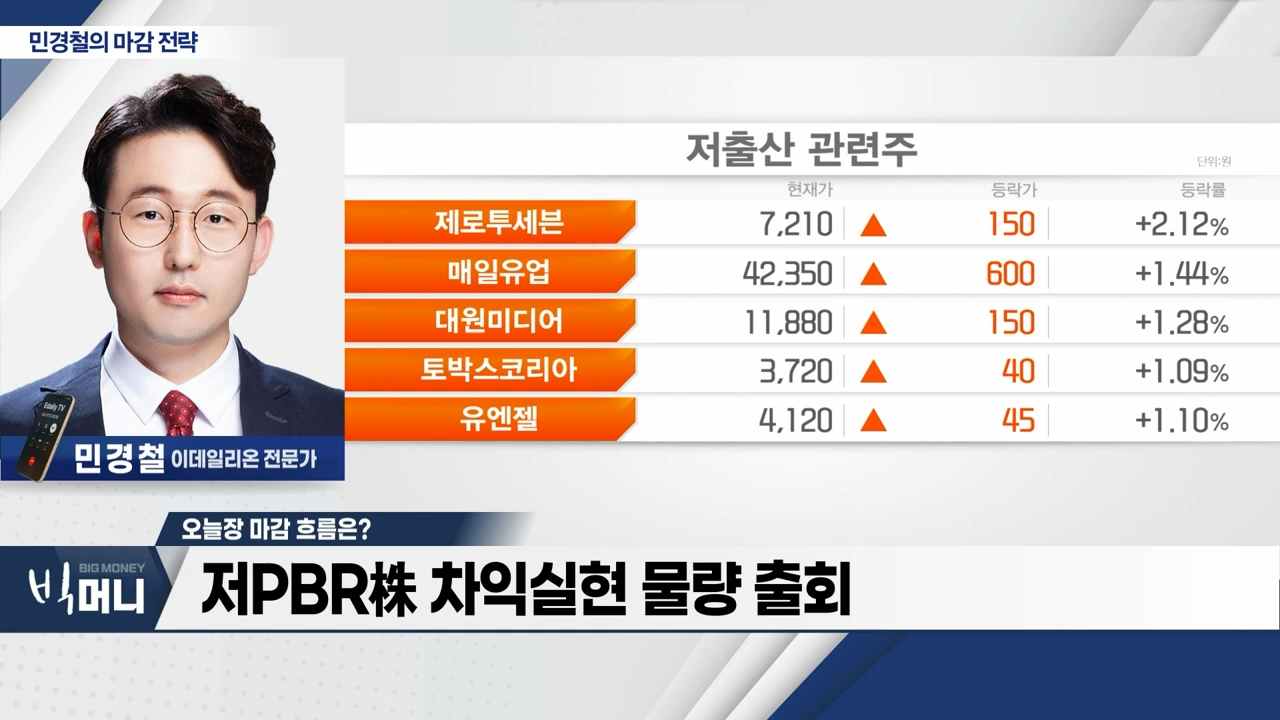 민경철의 마감 전략
저출산 관련주
단위:원
현재가 등락가 등락률
제로투세븐 7,210 ▲ 150 +2.12%
매일유업 42,350 ▲ 600 +1.44%
대원미디어 11,880 ▲ 150 +1.28%
토박스코리아 3,720 ▲ 40 +1.09%
유엔젤 4,120 ▲ 45 +1.10%
Edaily TV
민경철 이데일리온 전문가
오늘장 마감 흐름은?
BIG MONEY
빅머니
저PBR株 차익실현 물량 출회